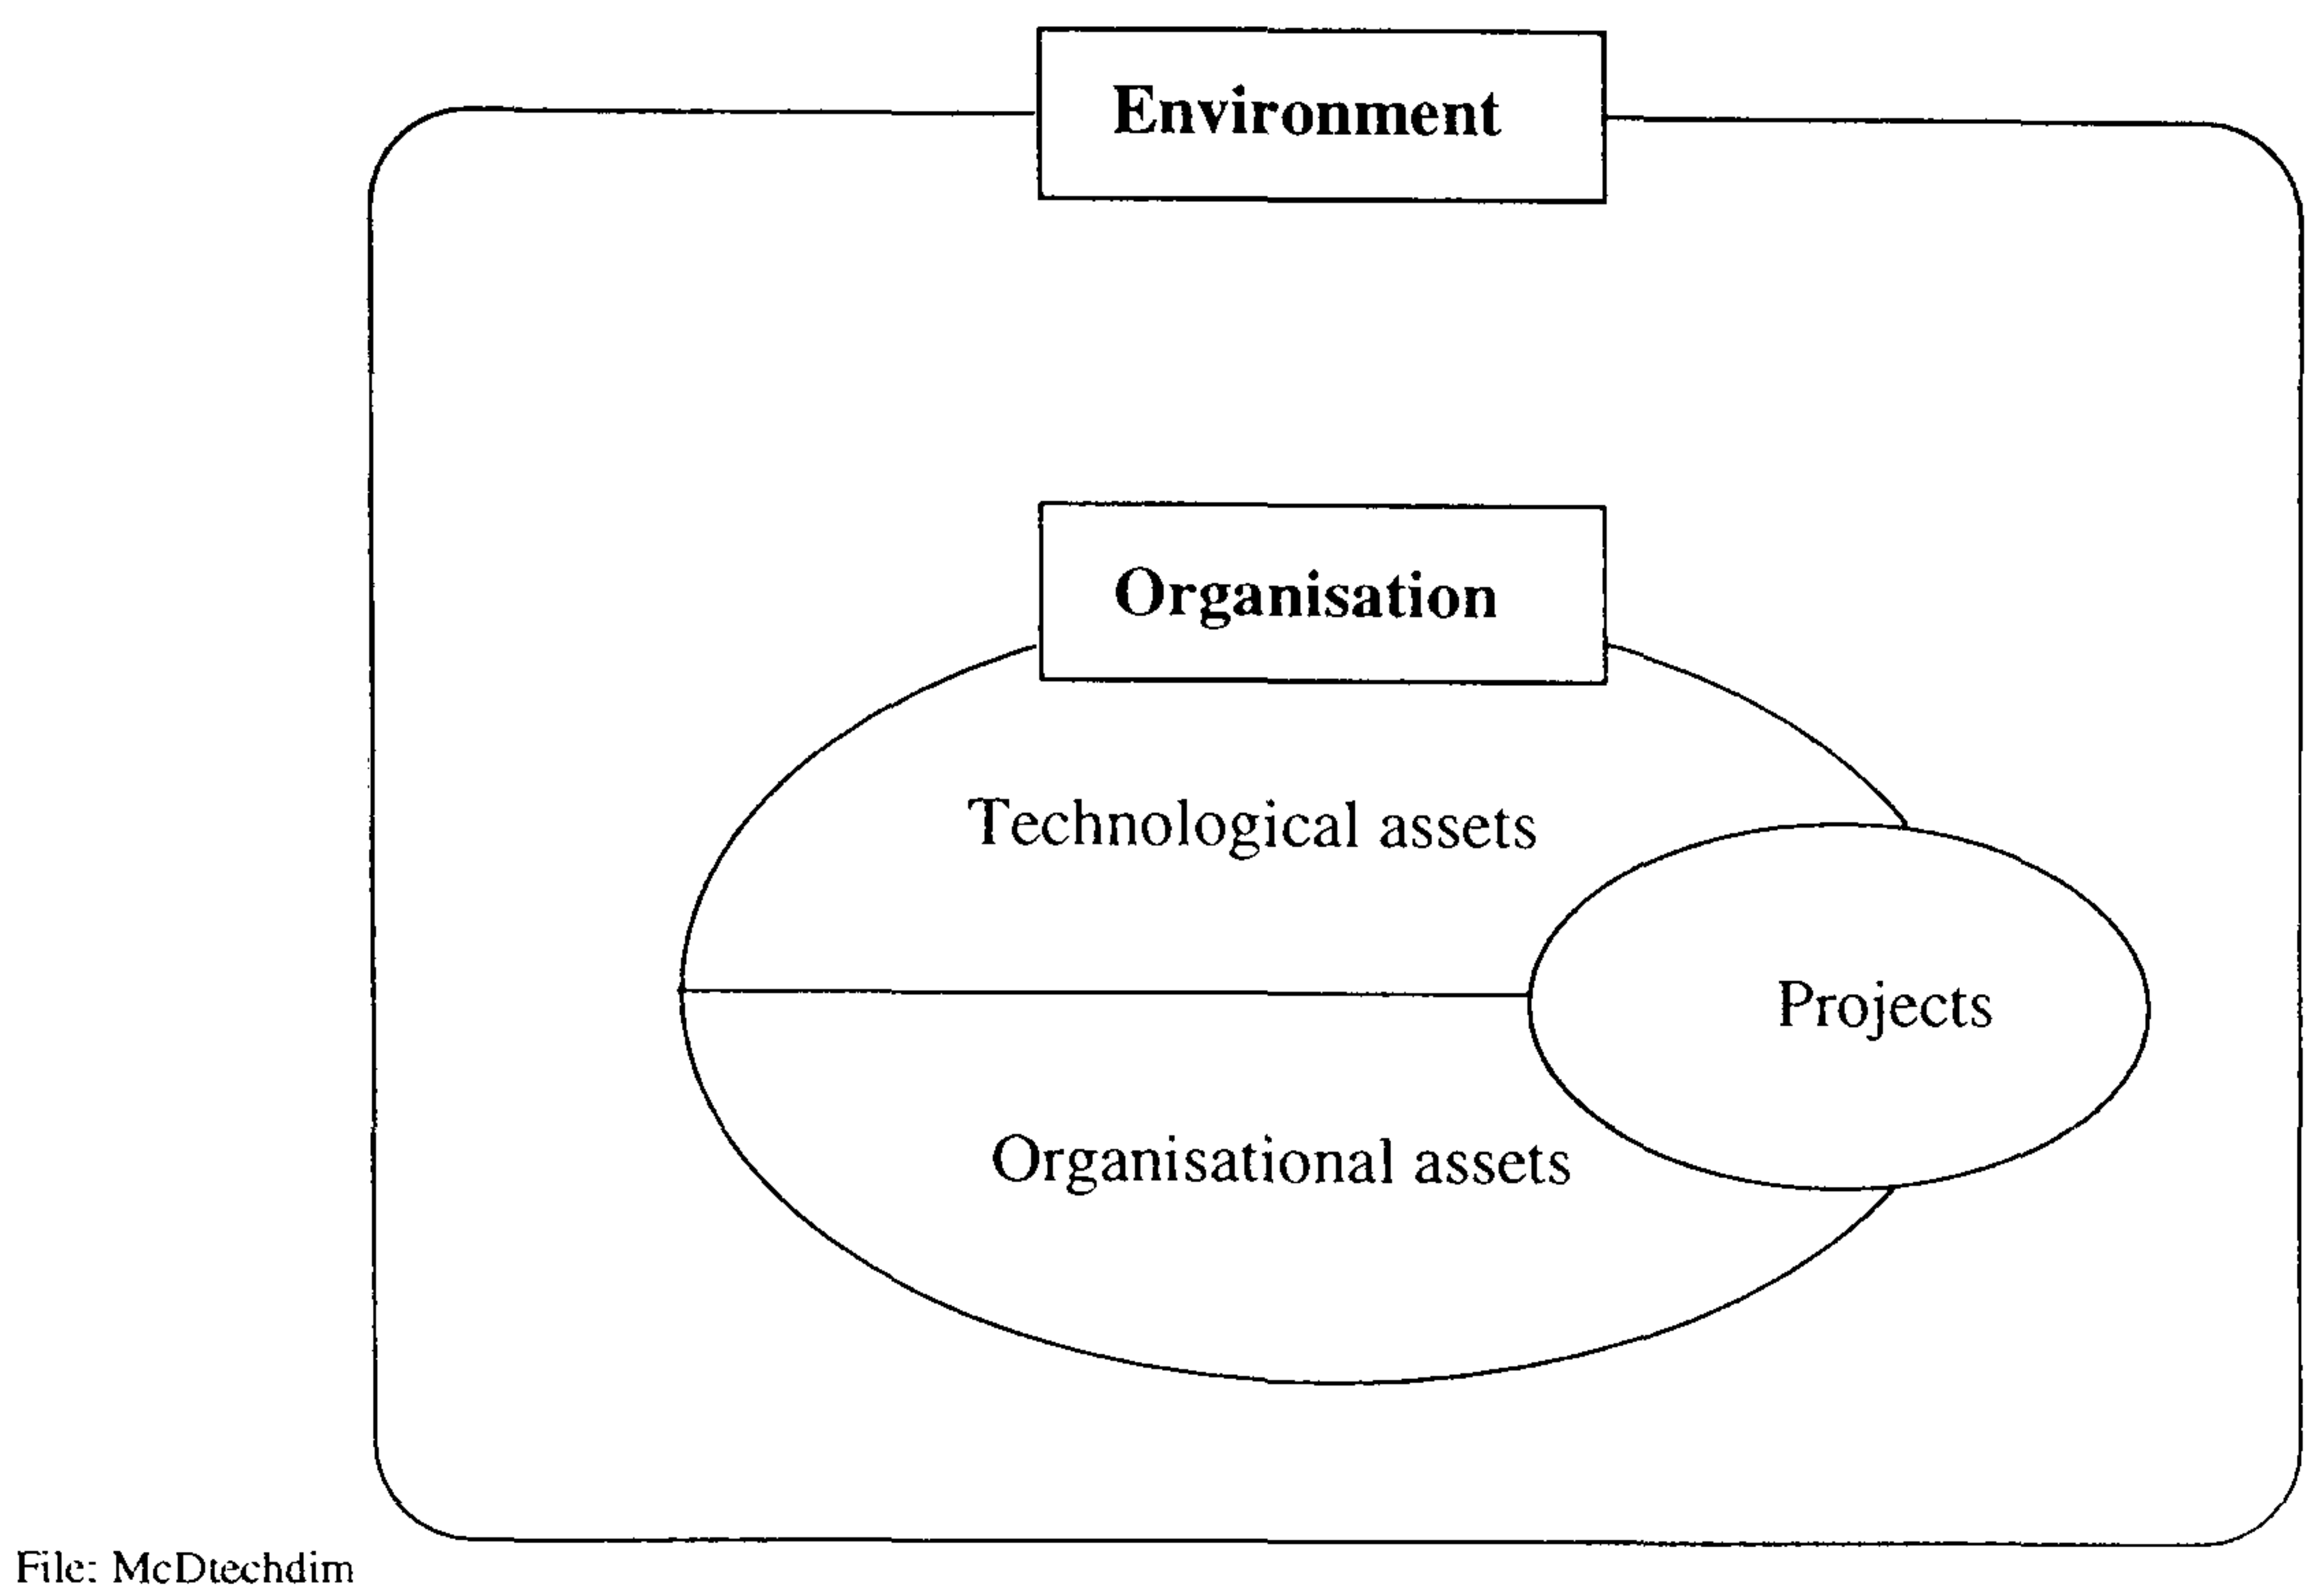 Environment
Organisation
Technological assets
Projects
Organisational assets
File: McDtechdim